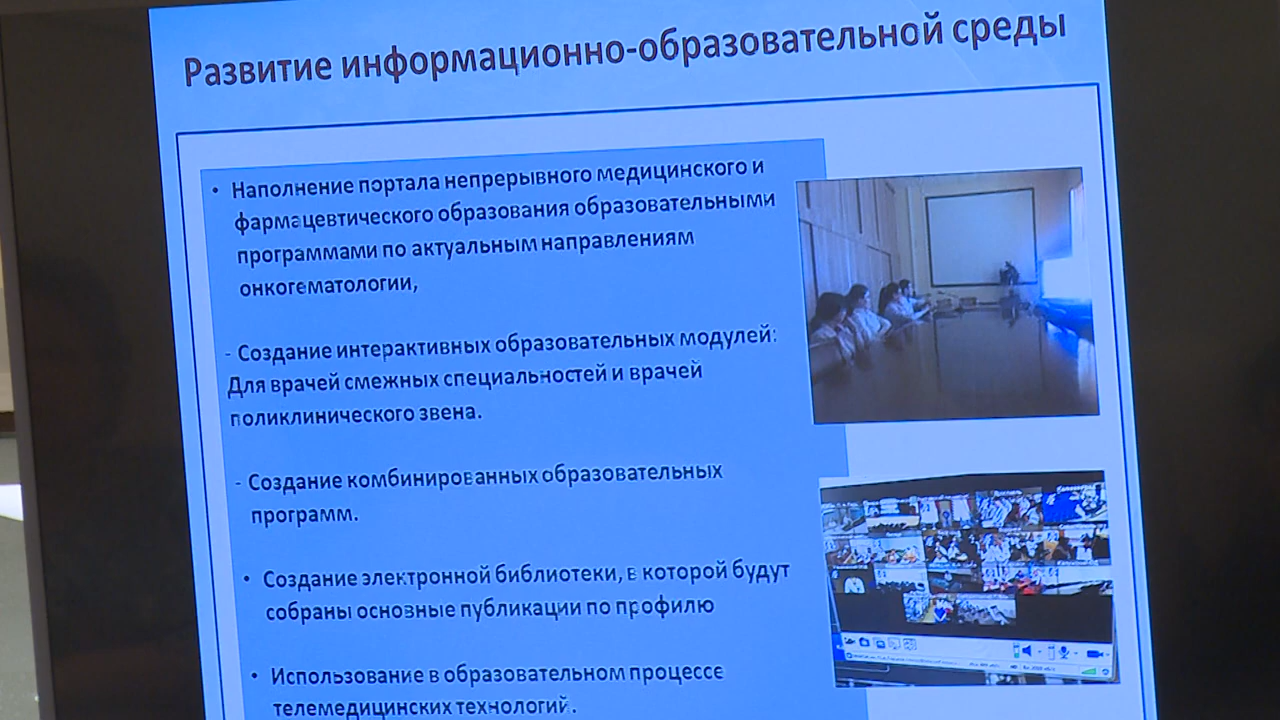 Развитие информационно-образовательной среды
• Наполнение портала непрерывного медицинского и
фармацевтического образования образовательными
программами по актуальным направлениям
онкогематологии,
- Создание интерактивных образовательных модулей:
Для врачей смежных специальностей и врачей
поликлинического звена.
- Создание комбинированных образовательных
программ.
• Создание электронной библиотеки, в которой будут
собраны основные публикации по профилю
• Использование в образовательном процессе
телемедицинских технологий.